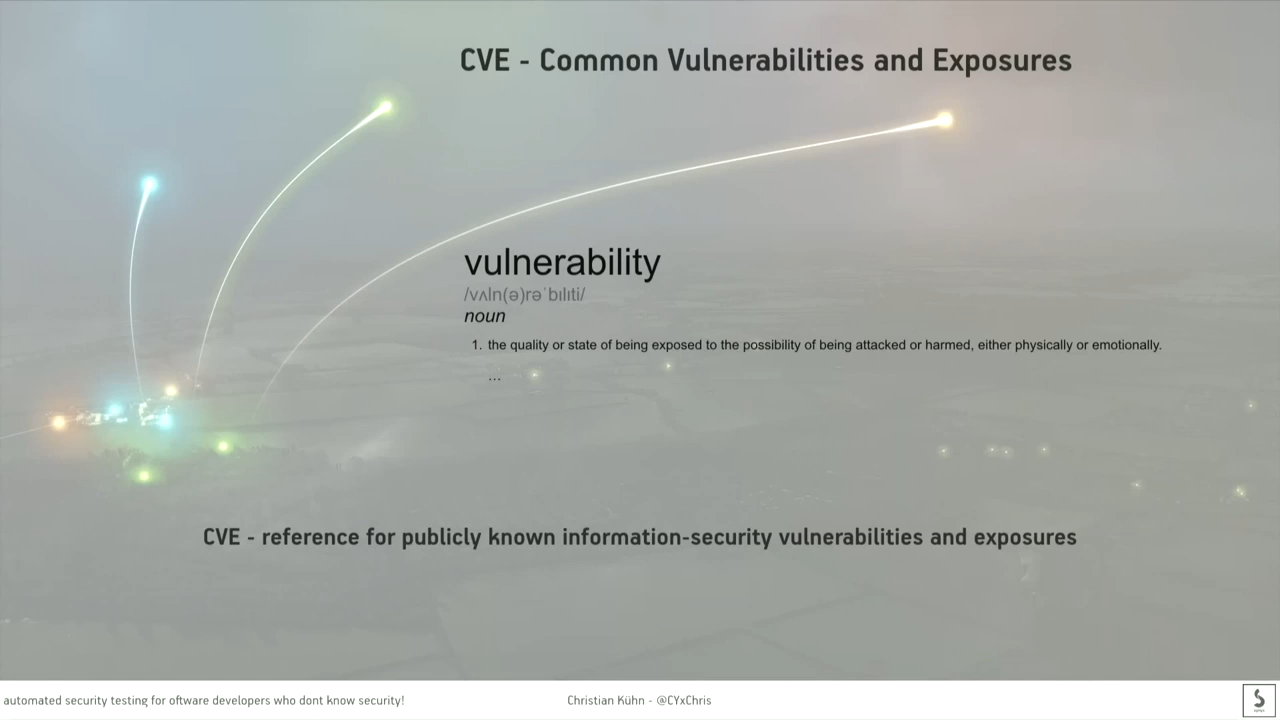 CVE - Common Vulnerabilities and Exposures
vulnerability
/vʌln(ə)rəˈbɪlɪti/
noun
1. the quality or state of being exposed to the possibility of being attacked or harmed, either physically or emotionally.
...
CVE - reference for publicly known information-security vulnerabilities and exposures
automated security testing for oftware developers who dont know security!
Christian Kühn - @CYxChris